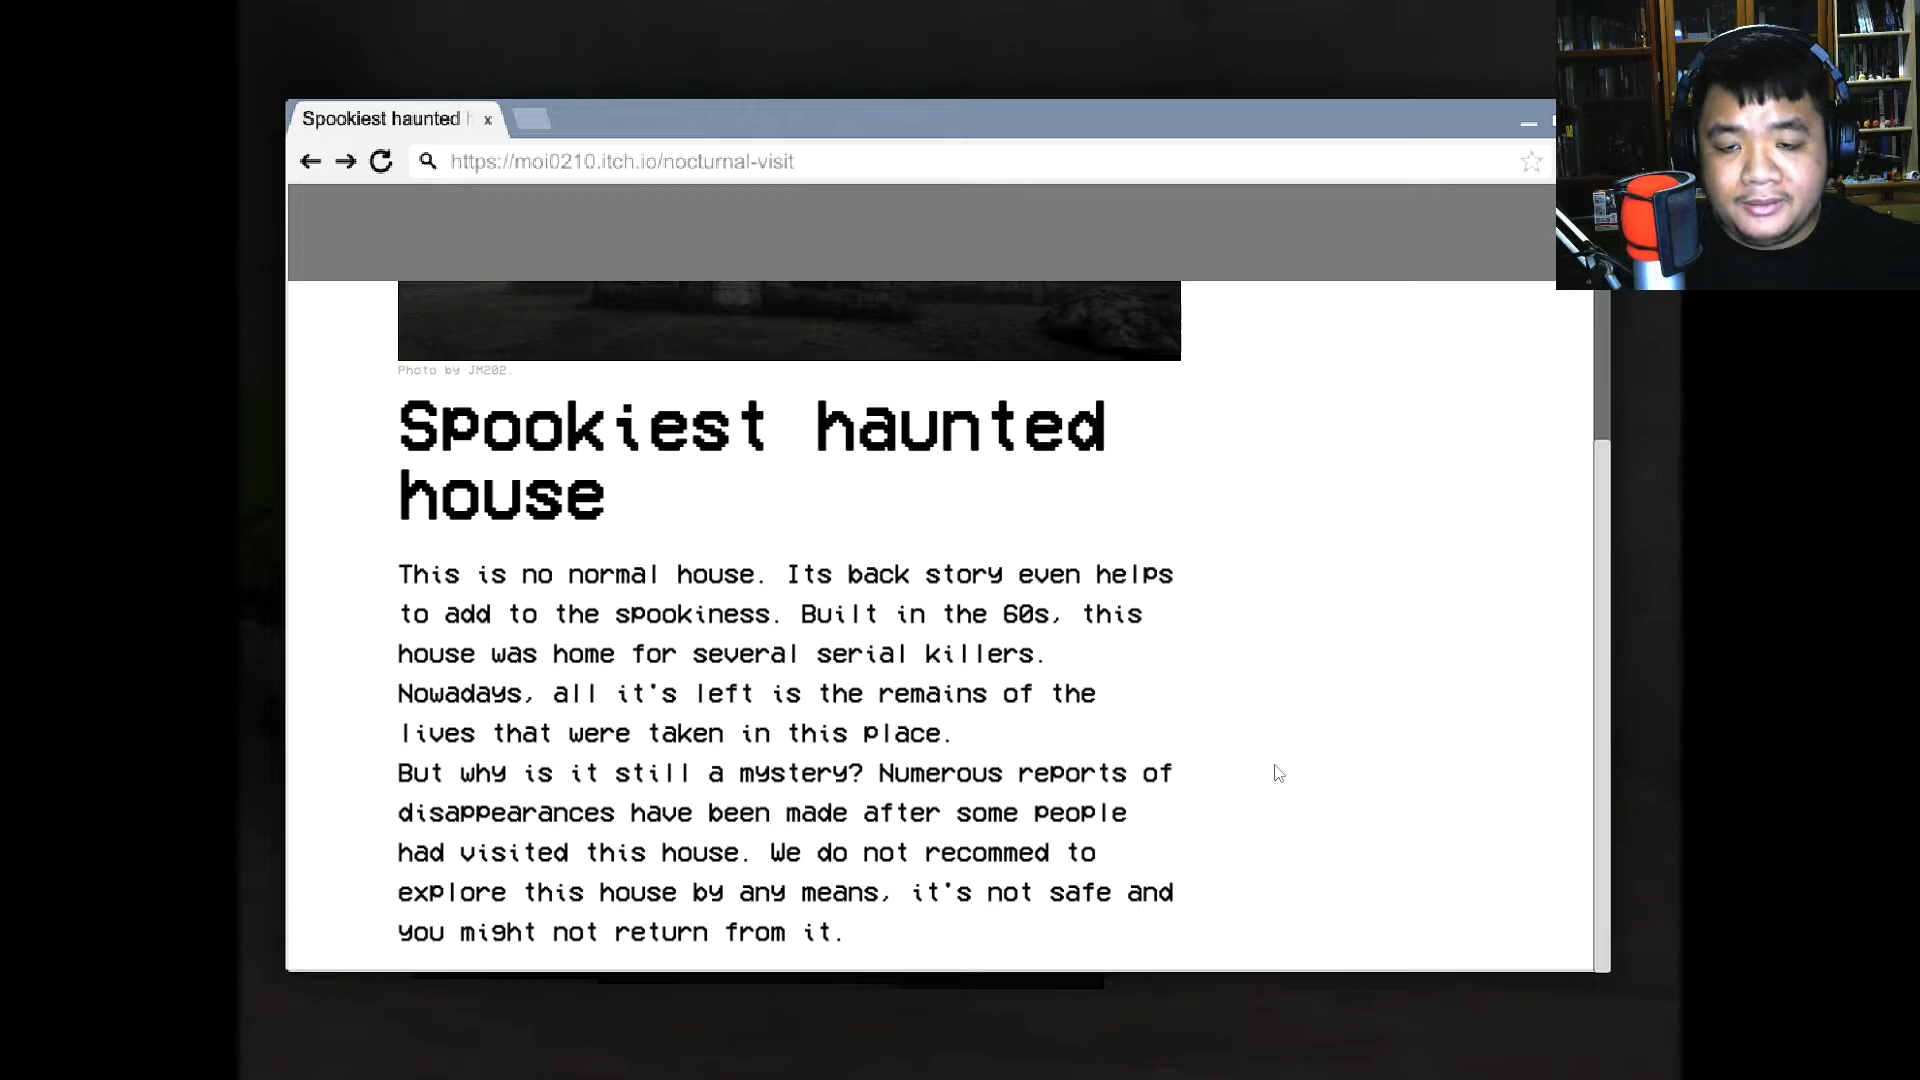 Spookiest haunted
https://moi0210.itch.io/nocturnal-visit
Photo by JM202.
Spookiest haunted
house
This is no normal house. Its back story even helps
to add to the spookiness. Built in the 60s, this
house was home for several serial killers.
Nowadays, all it's left is the remains of the
lives that were taken in this place.
But why is it still a mystery? Numerous reports of
disappearances have been made after some people
had visited this house. We do not recommed to
explore this house by any means, it's not safe and
you might not return from it.